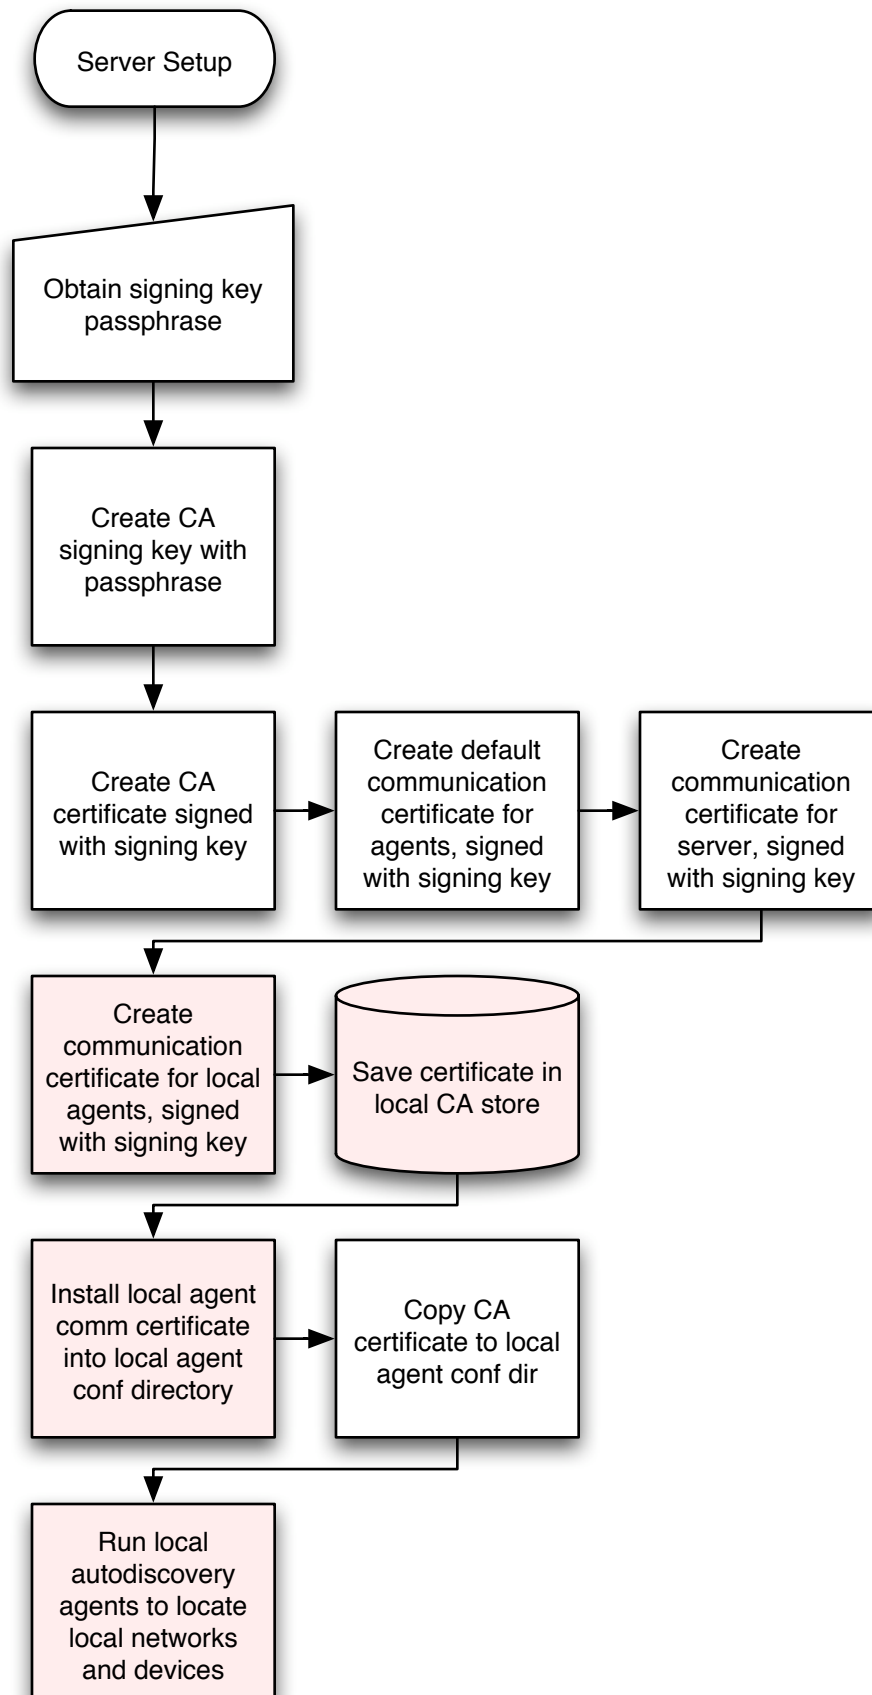 Server Setup
Obtain signing key
passphrase
Create CA
signing key with
passphrase
Create CA
certificate signed
with signing key
Create default
communication
certificate for
agents, signed
with signing key
Create
communication
certificate for
server, signed
with signing key
Create
communication
certificate for local
agents, signed
with signing key
Save certificate in
local CA store
Install local agent
comm certificate
into local agent
conf directory
Copy CA
certificate to local
agent conf dir
Run local
autodiscovery
agents to locate
local networks
and devices